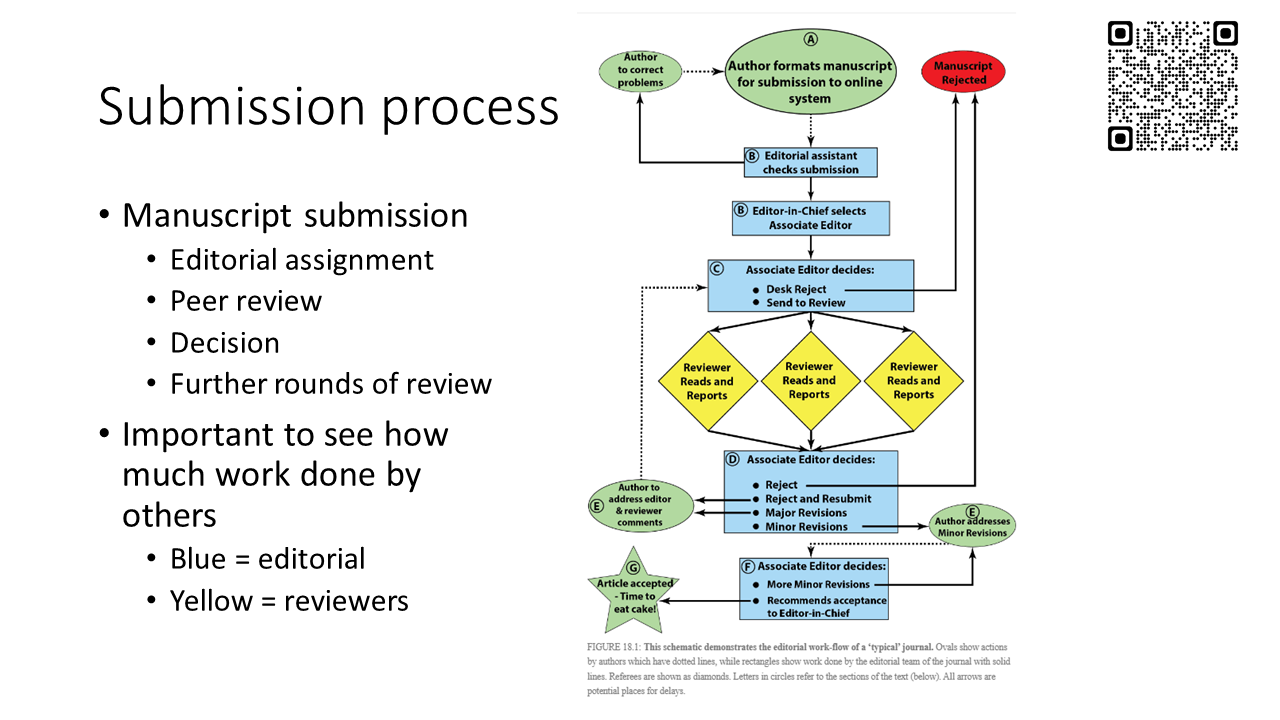 Submission process
• Manuscript submission
• Editorial assignment
• Peer review
• Decision
• Further rounds of review
• Important to see how
much work done by
others
• Blue = editorial
• Yellow = reviewers
Author
to correct
problems
A
Author formats manuscript
for submission to online
system
Manuscript
Rejected
B Editorial assistant
checks submission
B Editor-in-Chief selects
Associate Editor
C Associate Editor decides:
• Desk Reject
• Send to Review
Reviewer
Reads and
Reports
Reviewer
Reads and
Reports
Reviewer
Reads and
Reports
D Associate Editor decides:
• Reject
• Reject and Resubmit
• Major Revisions
• Minor Revisions
Author to
address editor
E & reviewer
comments
E
Author addresses
Minor Revisions
F Associate Editor decides:
• More Minor Revisions
• Recommends acceptance
to Editor-in-Chief
G
Article accepted
- Time to
eat cake!
FIGURE 18.1: This schematic demonstrates the editorial work-flow of a ‘typical’ journal. Ovals show actions
by authors which have dotted lines, while rectangles show work done by the editorial team of the journal with solid
lines. Referees are shown as diamonds. Letters in circles refer to the sections of the text (below). All arrows are
potential places for delays.